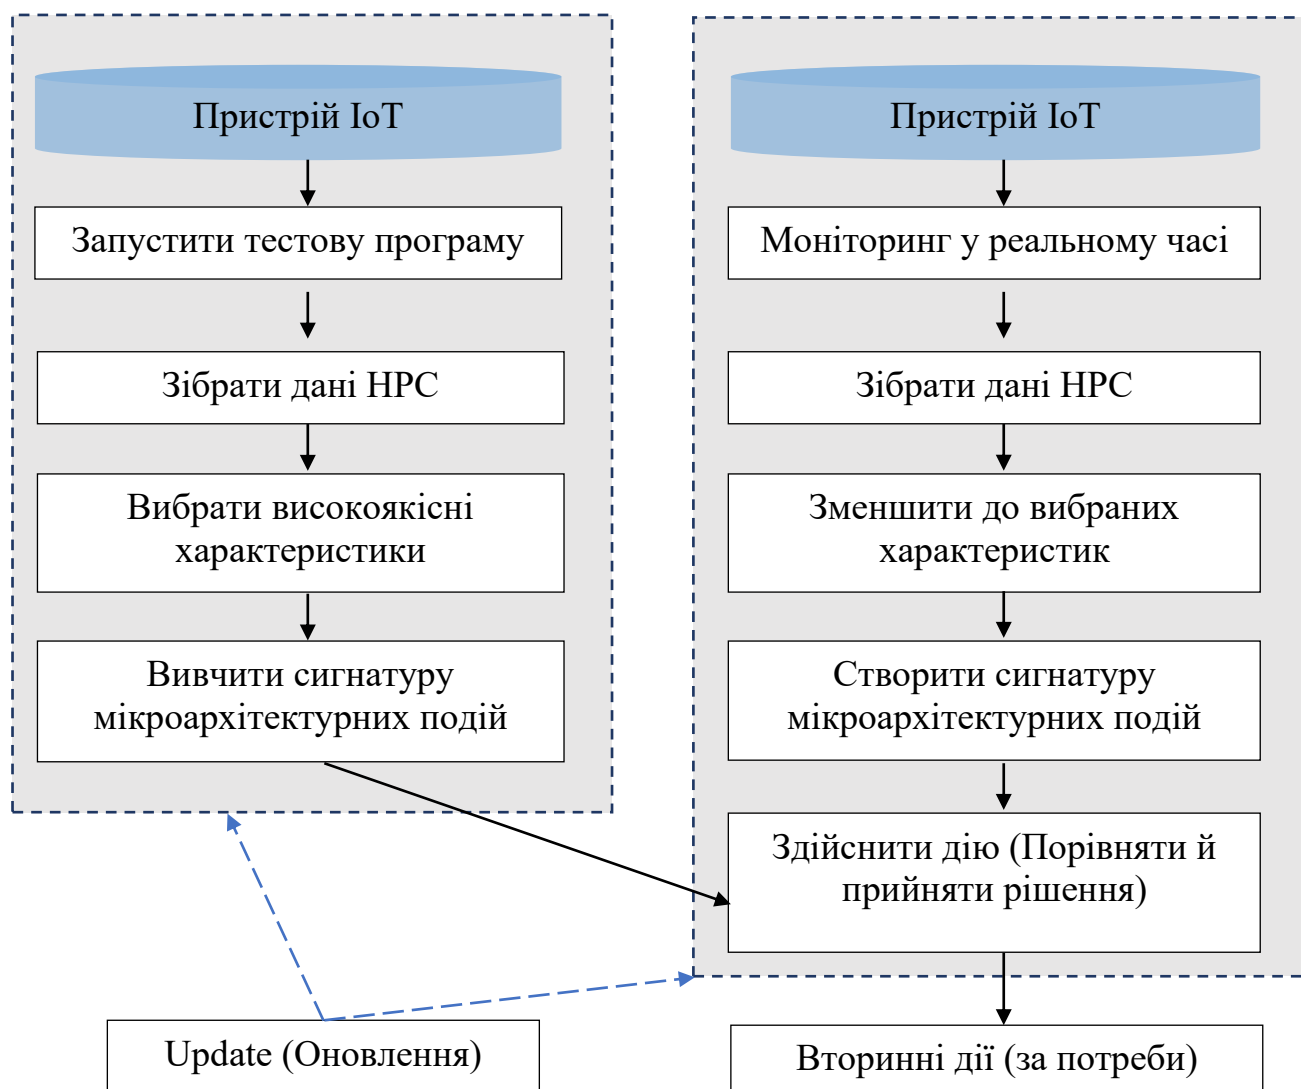 Пристрій IoT
Запустити тестову програму
Зібрати дані HPC
Вибрати високоякісні
характеристики
Вивчити сигнатуру
мікроархітектурних подій
Update (Оновлення)
Пристрій IoT
Моніторинг у реальному часі
Зібрати дані HPC
Зменшити до вибраних
характеристик
Створити сигнатуру
мікроархітектурних подій
Здійснити дію (Порівняти й
прийняти рішення)
Вторинні дії (за потреби)